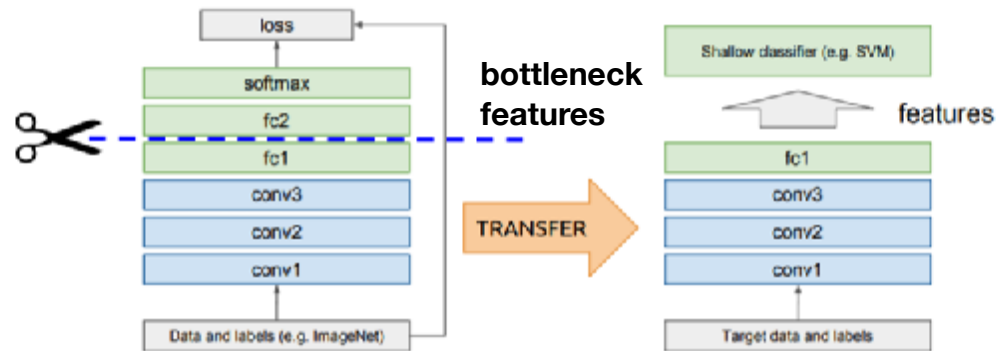 loss
softmax
fc2
fc1
conv3
conv2
conv1
Data and labels (e.g. ImageNet)
bottleneck
features
TRANSFER
Shallow classifier (e.g. SVM)
features
fc1
conv3
conv2
conv1
Target data and labels